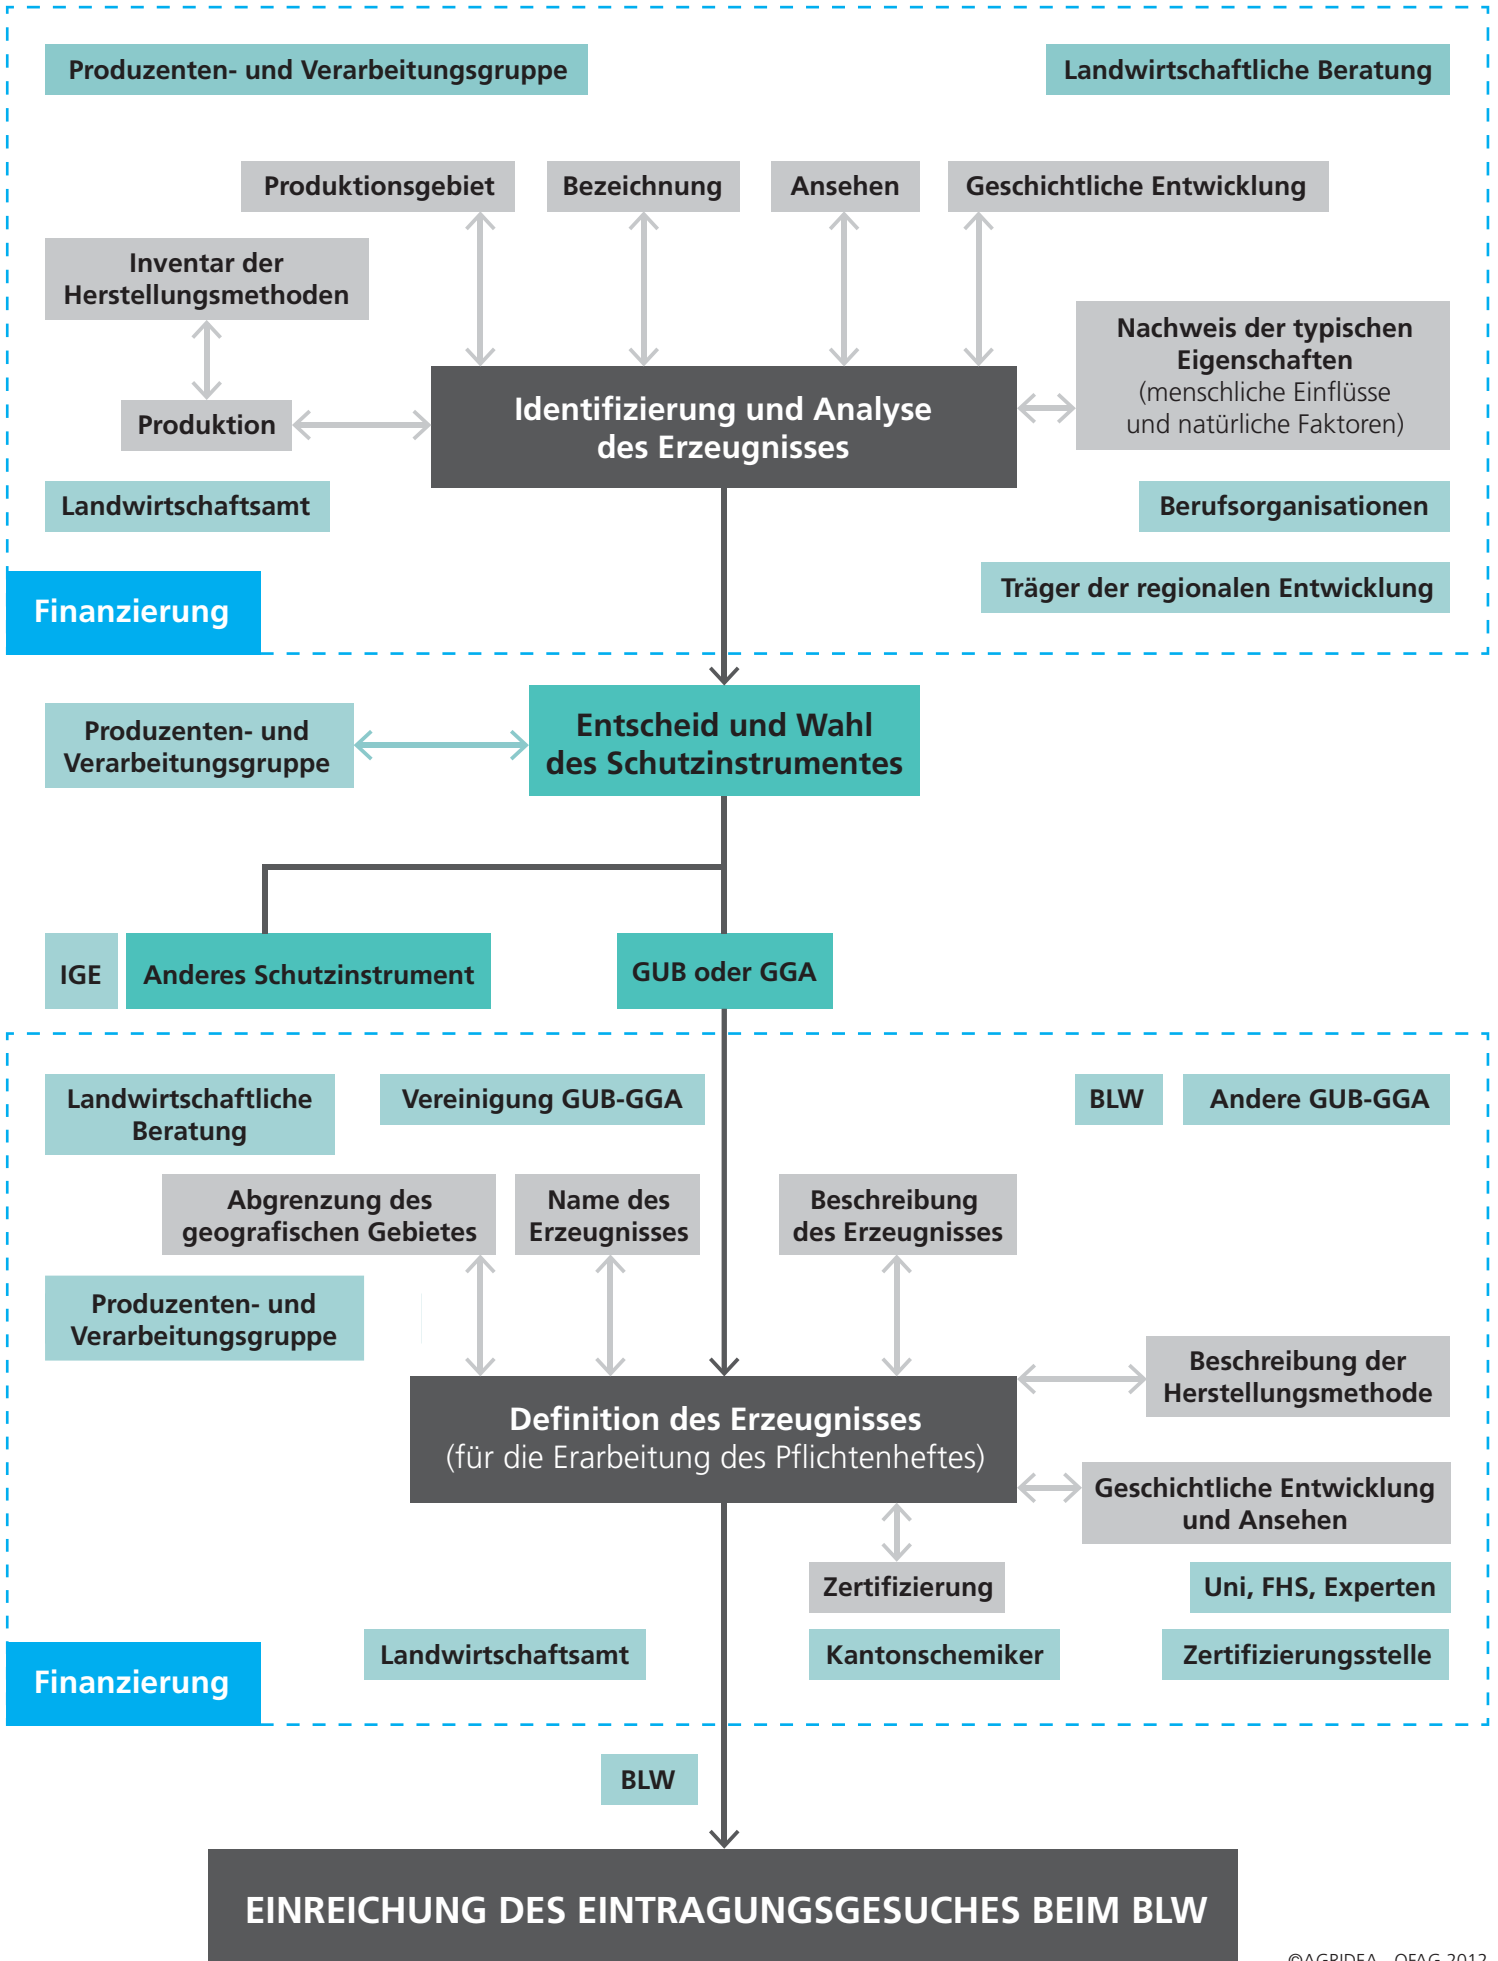 Produzenten- und Verarbeitungsgruppe
Landwirtschaftliche Beratung
Produktionsgebiet
Bezeichnung
Ansehen
Geschichtliche Entwicklung
Inventar der
Herstellungsmethoden
Nachweis der typischen
Eigenschaften
(menschliche Einflüsse
und natürliche Faktoren)
Identifizierung und Analyse
des Erzeugnisses
Produktion
Landwirtschaftsamt
Berufsorganisationen
Träger der regionalen Entwicklung
Finanzierung
Produzenten- und
Verarbeitungsgruppe
Entscheid und Wahl
des Schutzinstrumentes
IGE
Anderes Schutzinstrument
GUB oder GGA
Landwirtschaftliche
Beratung
Vereinigung GUB-GGA
BLW
Andere GUB-GGA
Abgrenzung des
geografischen Gebietes
Name des
Erzeugnisses
Beschreibung
des Erzeugnisses
Produzenten- und
Verarbeitungsgruppe
Beschreibung der
Herstellungsmethode
Definition des Erzeugnisses
(für die Erarbeitung des Pflichtenheftes)
Geschichtliche Entwicklung
und Ansehen
Zertifizierung
Uni, FHS, Experten
Landwirtschaftsamt
Kantonschemiker
Zertifizierungsstelle
Finanzierung
BLW
EINREICHUNG DES EINTRAGUNGSGESUCHES BEIM BLW
©AGRIDEA - OFAG 2012